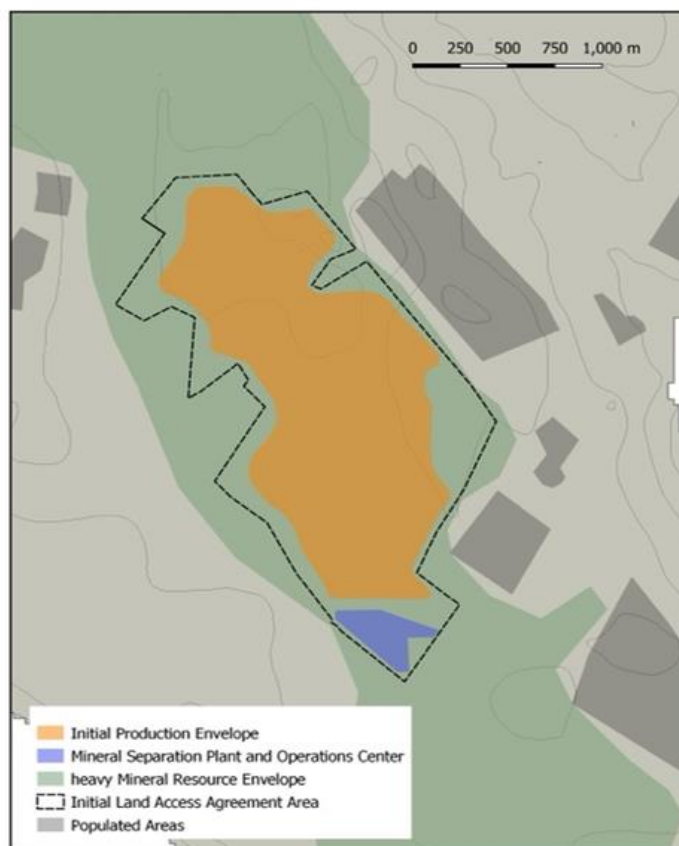 0 250 500 750 1,000 m
Initial Production Envelope
Mineral Separation Plant and Operations Center
heavy Mineral Resource Envelope
Initial Land Access Agreement Area
Populated Areas